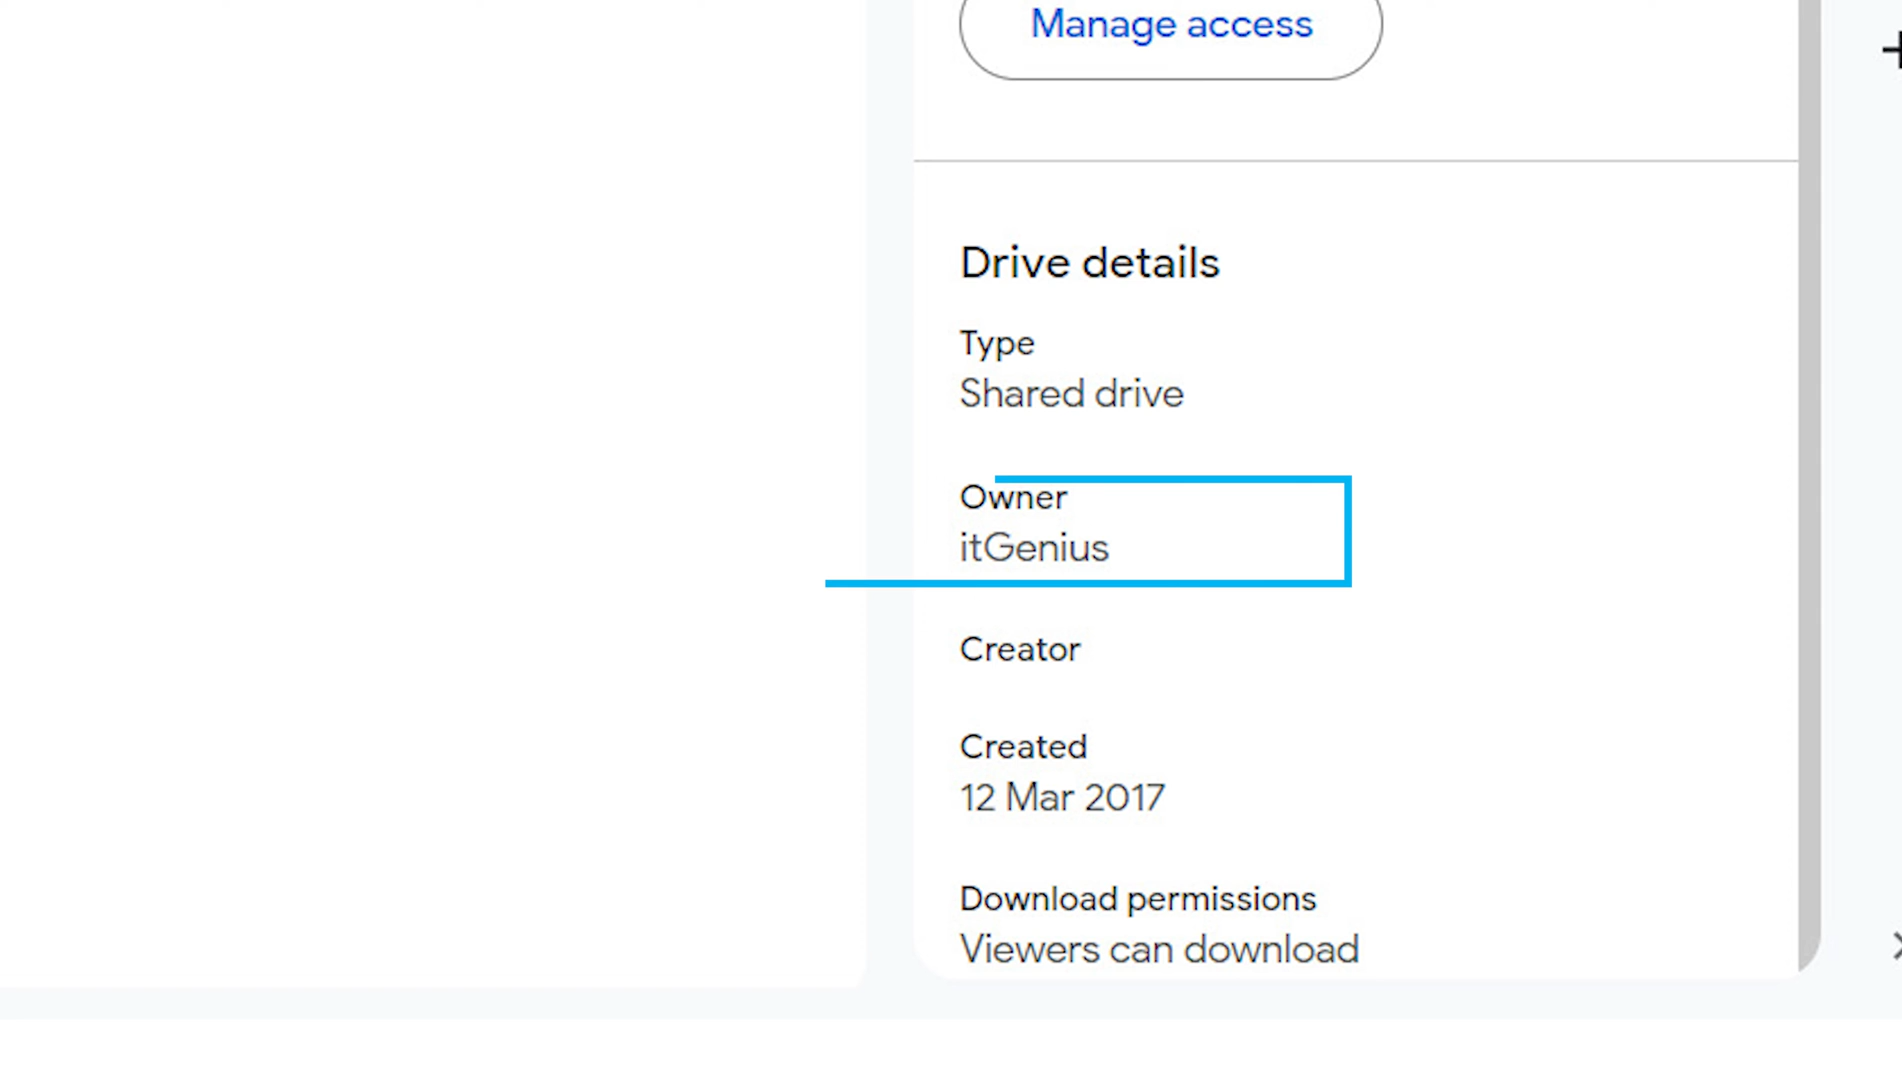 Manage access
Drive details
Type
Shared drive
Owner
itGenius
Creator
Created
12 Mar 2017
Download permissions
Viewers can download